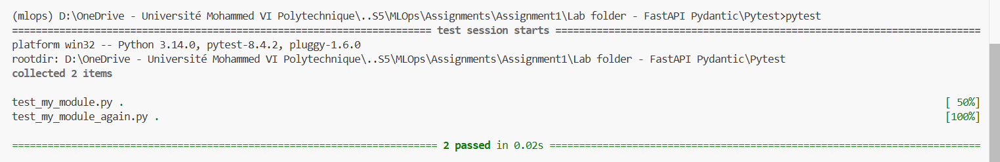 (mlops) D:\OneDrive - Université Mohammed VI Polytechnique\..S5\MLOps\Assignments\Assignment1\Lab folder - FastAPI Pydantic\Pytest>pytest
======================================================================= test session starts ========================================================================
platform win32 -- Python 3.14.0, pytest-8.4.2, pluggy-1.6.0
rootdir: D:\OneDrive - Université Mohammed VI Polytechnique\..S5\MLOps\Assignments\Assignment1\Lab folder - FastAPI Pydantic\Pytest
collected 2 items
test_my_module.py . [ 50%]
test_my_module_again.py . [100%]
======================================================================== 2 passed in 0.02s =========================================================================